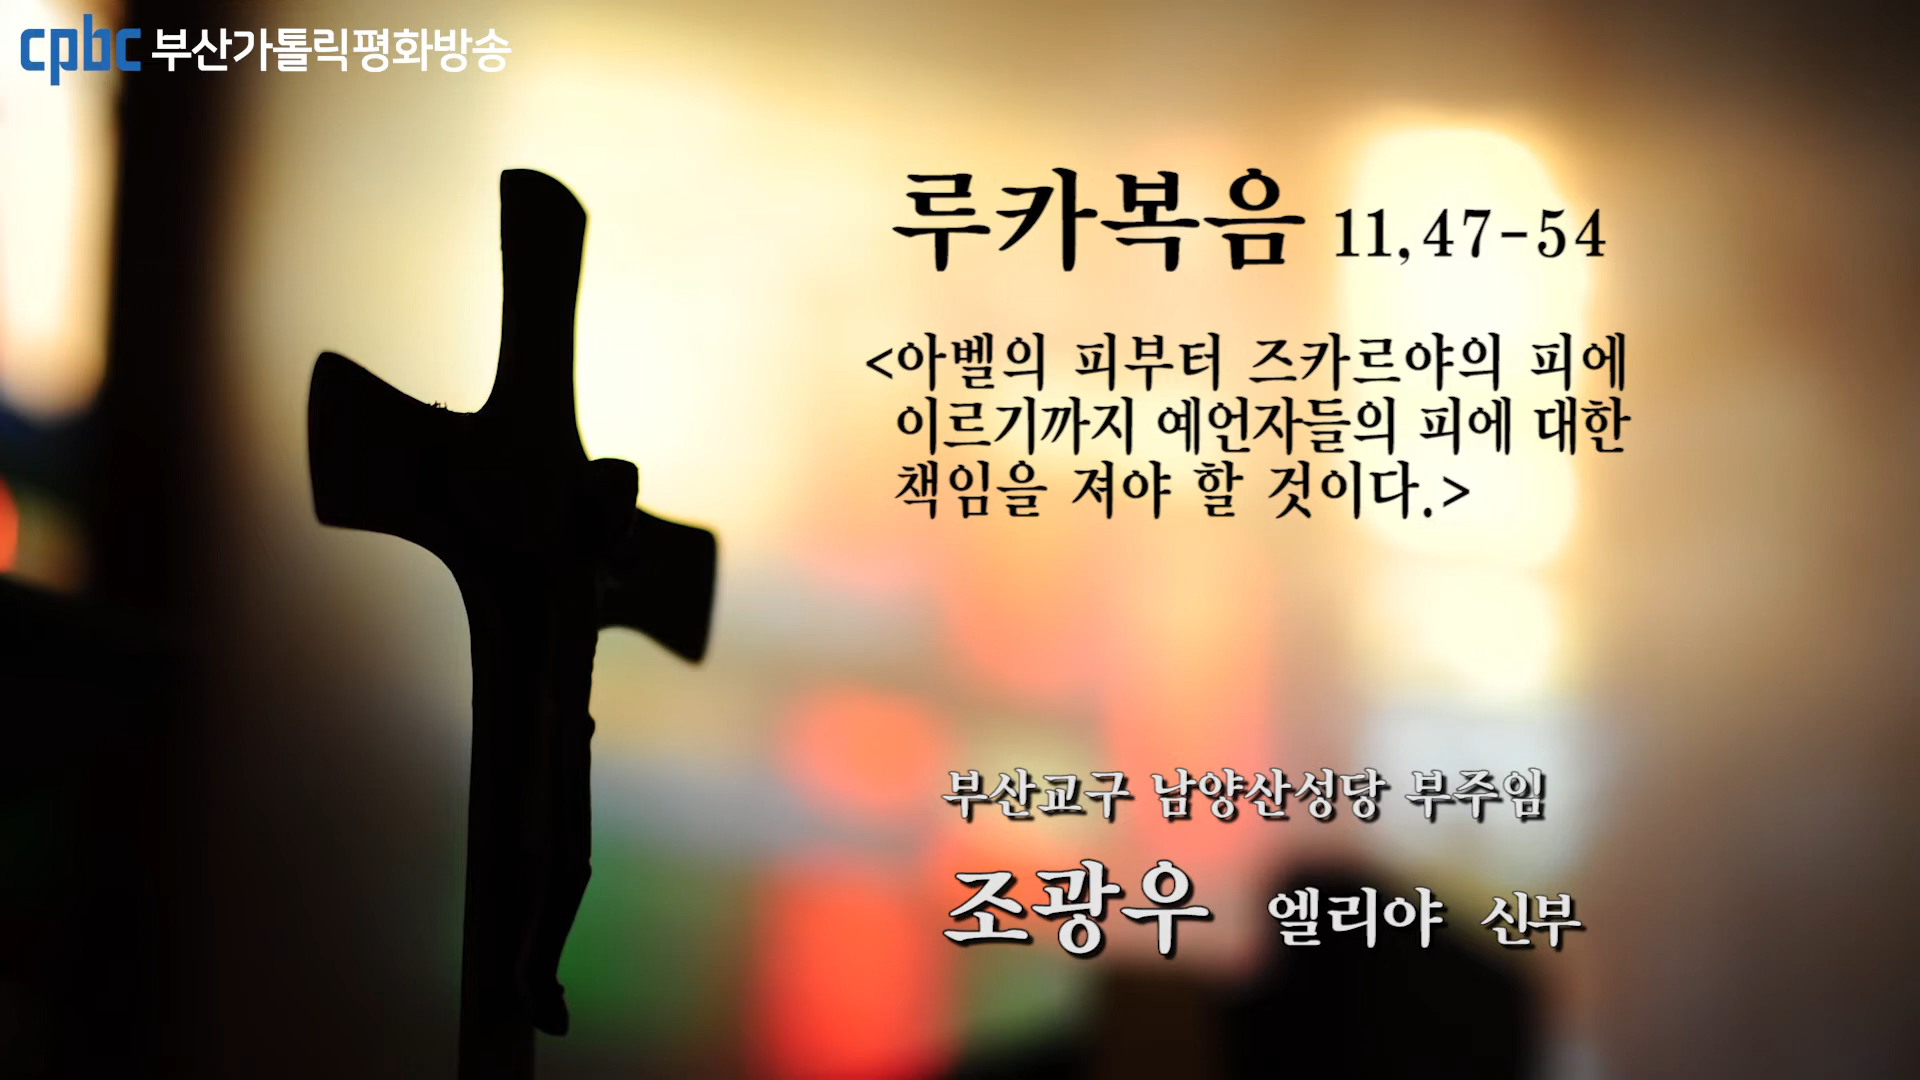 cpbc 부산가톨릭평화방송
루카복음 11,47-54
<아벨의 피부터 즈카르야의 피에
이르기까지 예언자들의 피에 대한
책임을 져야 할 것이다.>
부산교구 남양산성당 부주임
조광우 엘리야 신부